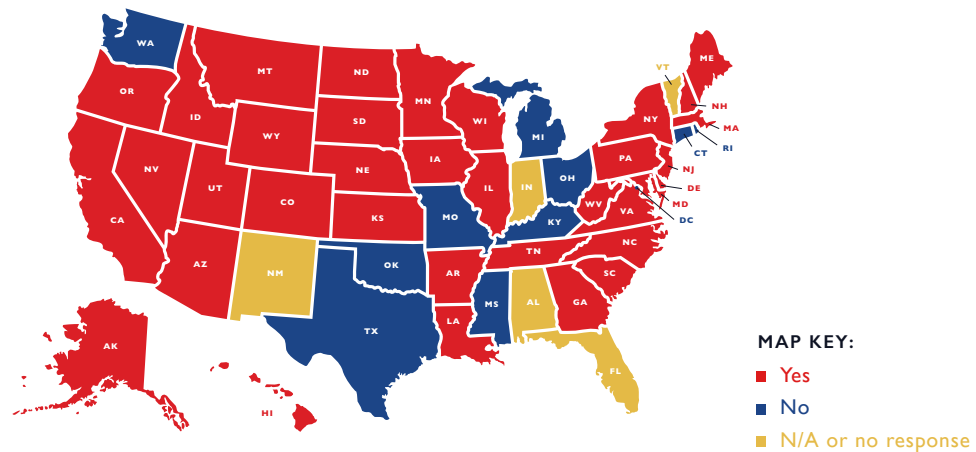 WA
MT
ND
MN
ME
VT
OR
ID
WY
SD
WI
MI
NY
NH
MA
RI
CT
NV
UT
CO
NE
IA
IL
IN
OH
PA
NJ
DE
MD
DC
CA
AZ
NM
KS
MO
KY
WV
VA
OK
AR
TN
NC
SC
TX
LA
MS
AL
GA
FL
AK
HI
MAP KEY:
Yes
No
N/A or no response